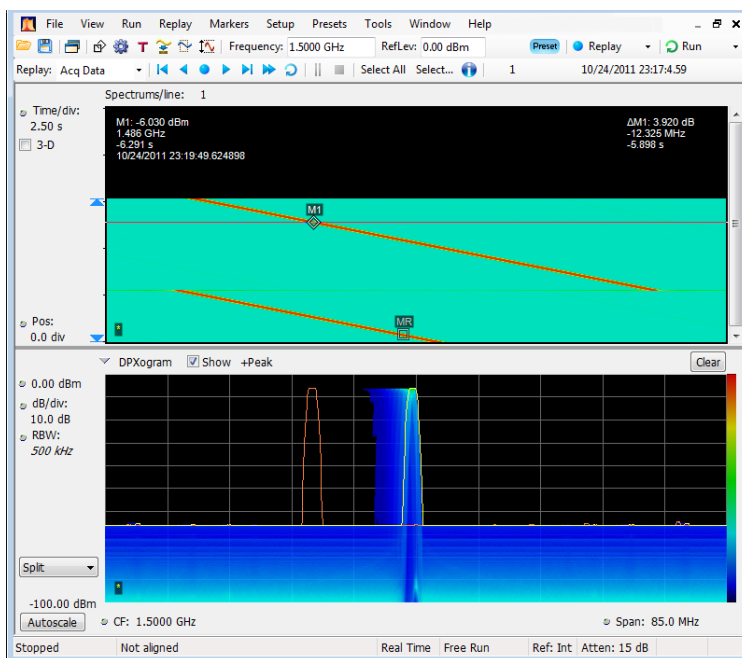 File View Run Replay Markers Setup Presets Tools Window Help
Frequency: 1.5000 GHz RefLev: 0.00 dBm Preset Replay Run
Replay: Acq Data Select All Select... 1 10/24/2011 23:17:4.59
Spectrums/line: 1
Time/div:
2.50 s
3-D
M1: -6.030 dBm
1.486 GHz
-6.291 s
10/24/2011 23:19:49.624898
ΔM1: 3.920 dB
-12.325 MHz
-5.898 s
M1
MR
Pos:
0.0 div
DPXogram Show +Peak Clear
0.00 dBm
dB/div:
10.0 dB
RBW:
500 kHz
Split
-100.00 dBm
Autoscale CF: 1.5000 GHz Span: 85.0 MHz
Stopped Not aligned Real Time Free Run Ref: Int Atten: 15 dB